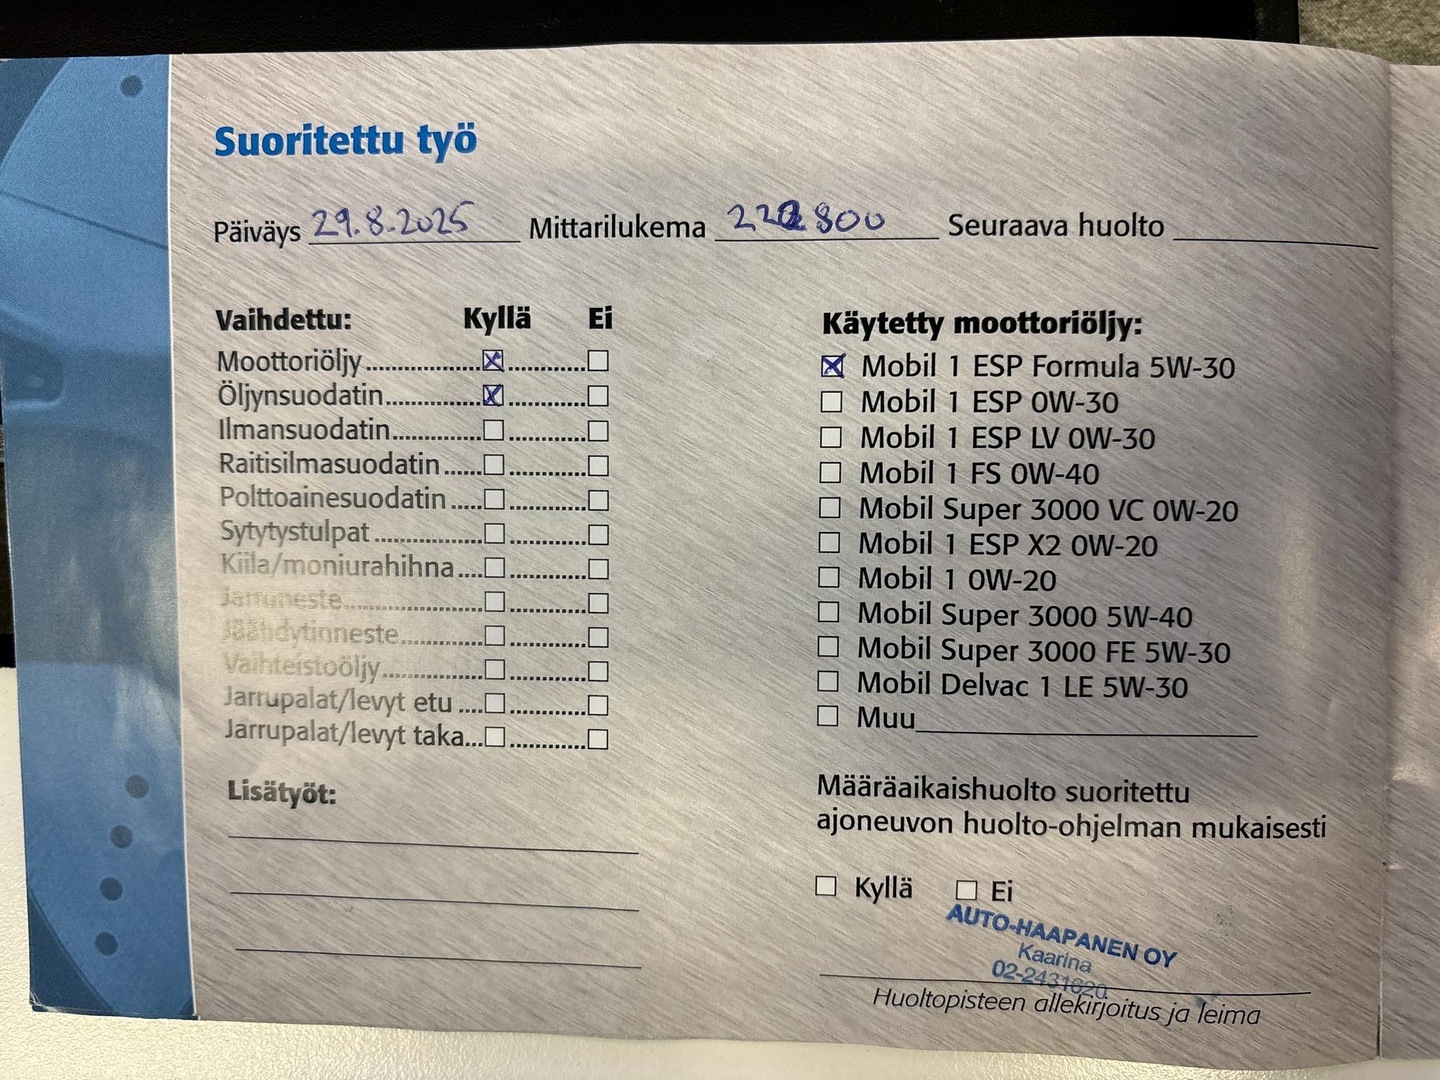 Suoritettu työ
Päiväys 29.8.2025 Mittarilukema 222800 Seuraava huolto
Vaihdettu: Kyllä Ei
Moottoriöljy
Öljynsuodatin
Ilmansuodatin
Raitisilmasuodatin
Polttoainesuodatin
Sytytystulpat
Kiila/moniurahihna
Jarruneste
Jäähdytinneste
Vaihteistoöljy
Jarrupalat/levyt etu
Jarrupalat/levyt taka
Lisätyöt:
Käytetty moottoriöljy:
Mobil 1 ESP Formula 5W-30
Mobil 1 ESP 0W-30
Mobil 1 ESP LV 0W-30
Mobil 1 FS 0W-40
Mobil Super 3000 VC 0W-20
Mobil 1 ESP X2 0W-20
Mobil 1 0W-20
Mobil Super 3000 5W-40
Mobil Super 3000 FE 5W-30
Mobil Delvac 1 LE 5W-30
Muu
Määräaikaishuolto suoritettu
ajoneuvon huolto-ohjelman mukaisesti
Kyllä Ei
AUTO-HAAPANEN OY
Kaarina
02-2431620
Huoltopisteen allekirjoitus ja leima